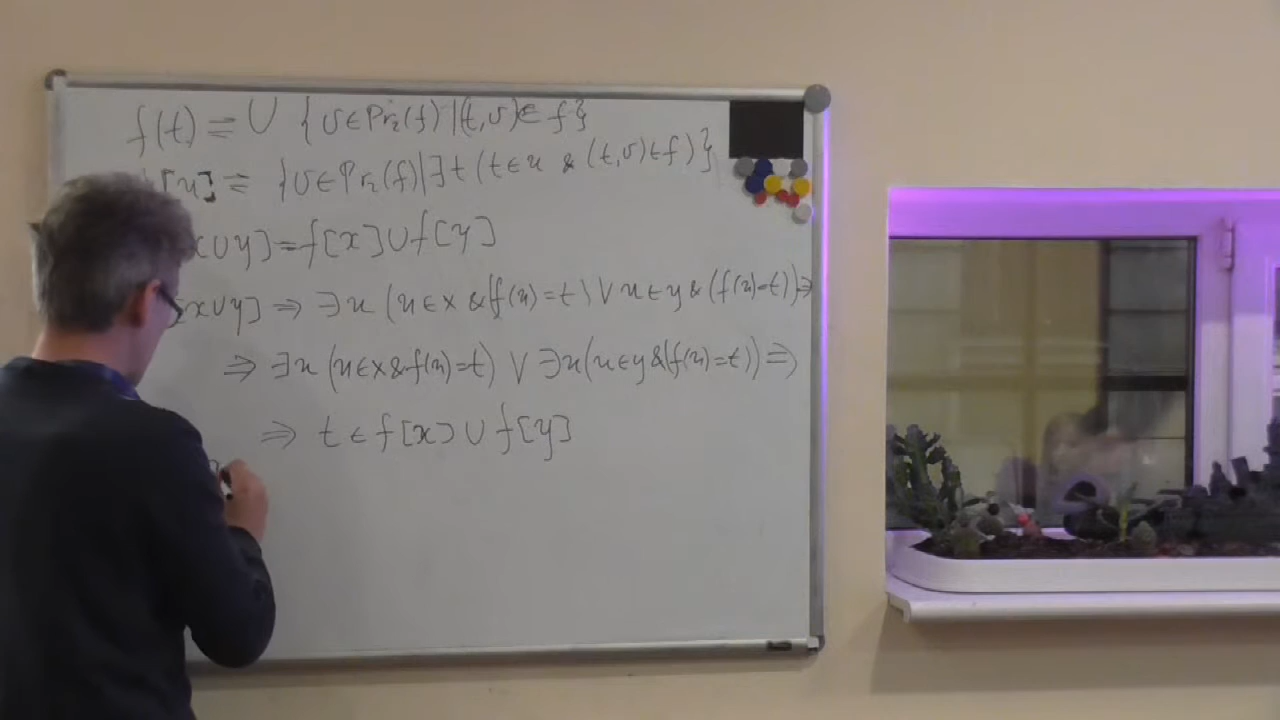 f(t) ⇌ ∪ {v∈Pr₂(f) | (t,v)∈ f}
[u] ⇌ {v∈Pr₂(f) | ∃t (t∈u & (t,v)∈f)}
x∪y]=f[x]∪f[y]
x∪y] ⇒ ∃u (u∈x & (f(u)=t) ∨ u∈y & (f(u)=t)) ⇒
⇒ ∃u (u∈x & f(u)=t) ∨ ∃u(u∈y & (f(u)=t)) ⇒
⇒ t ∈ f[x] ∪ f[y]